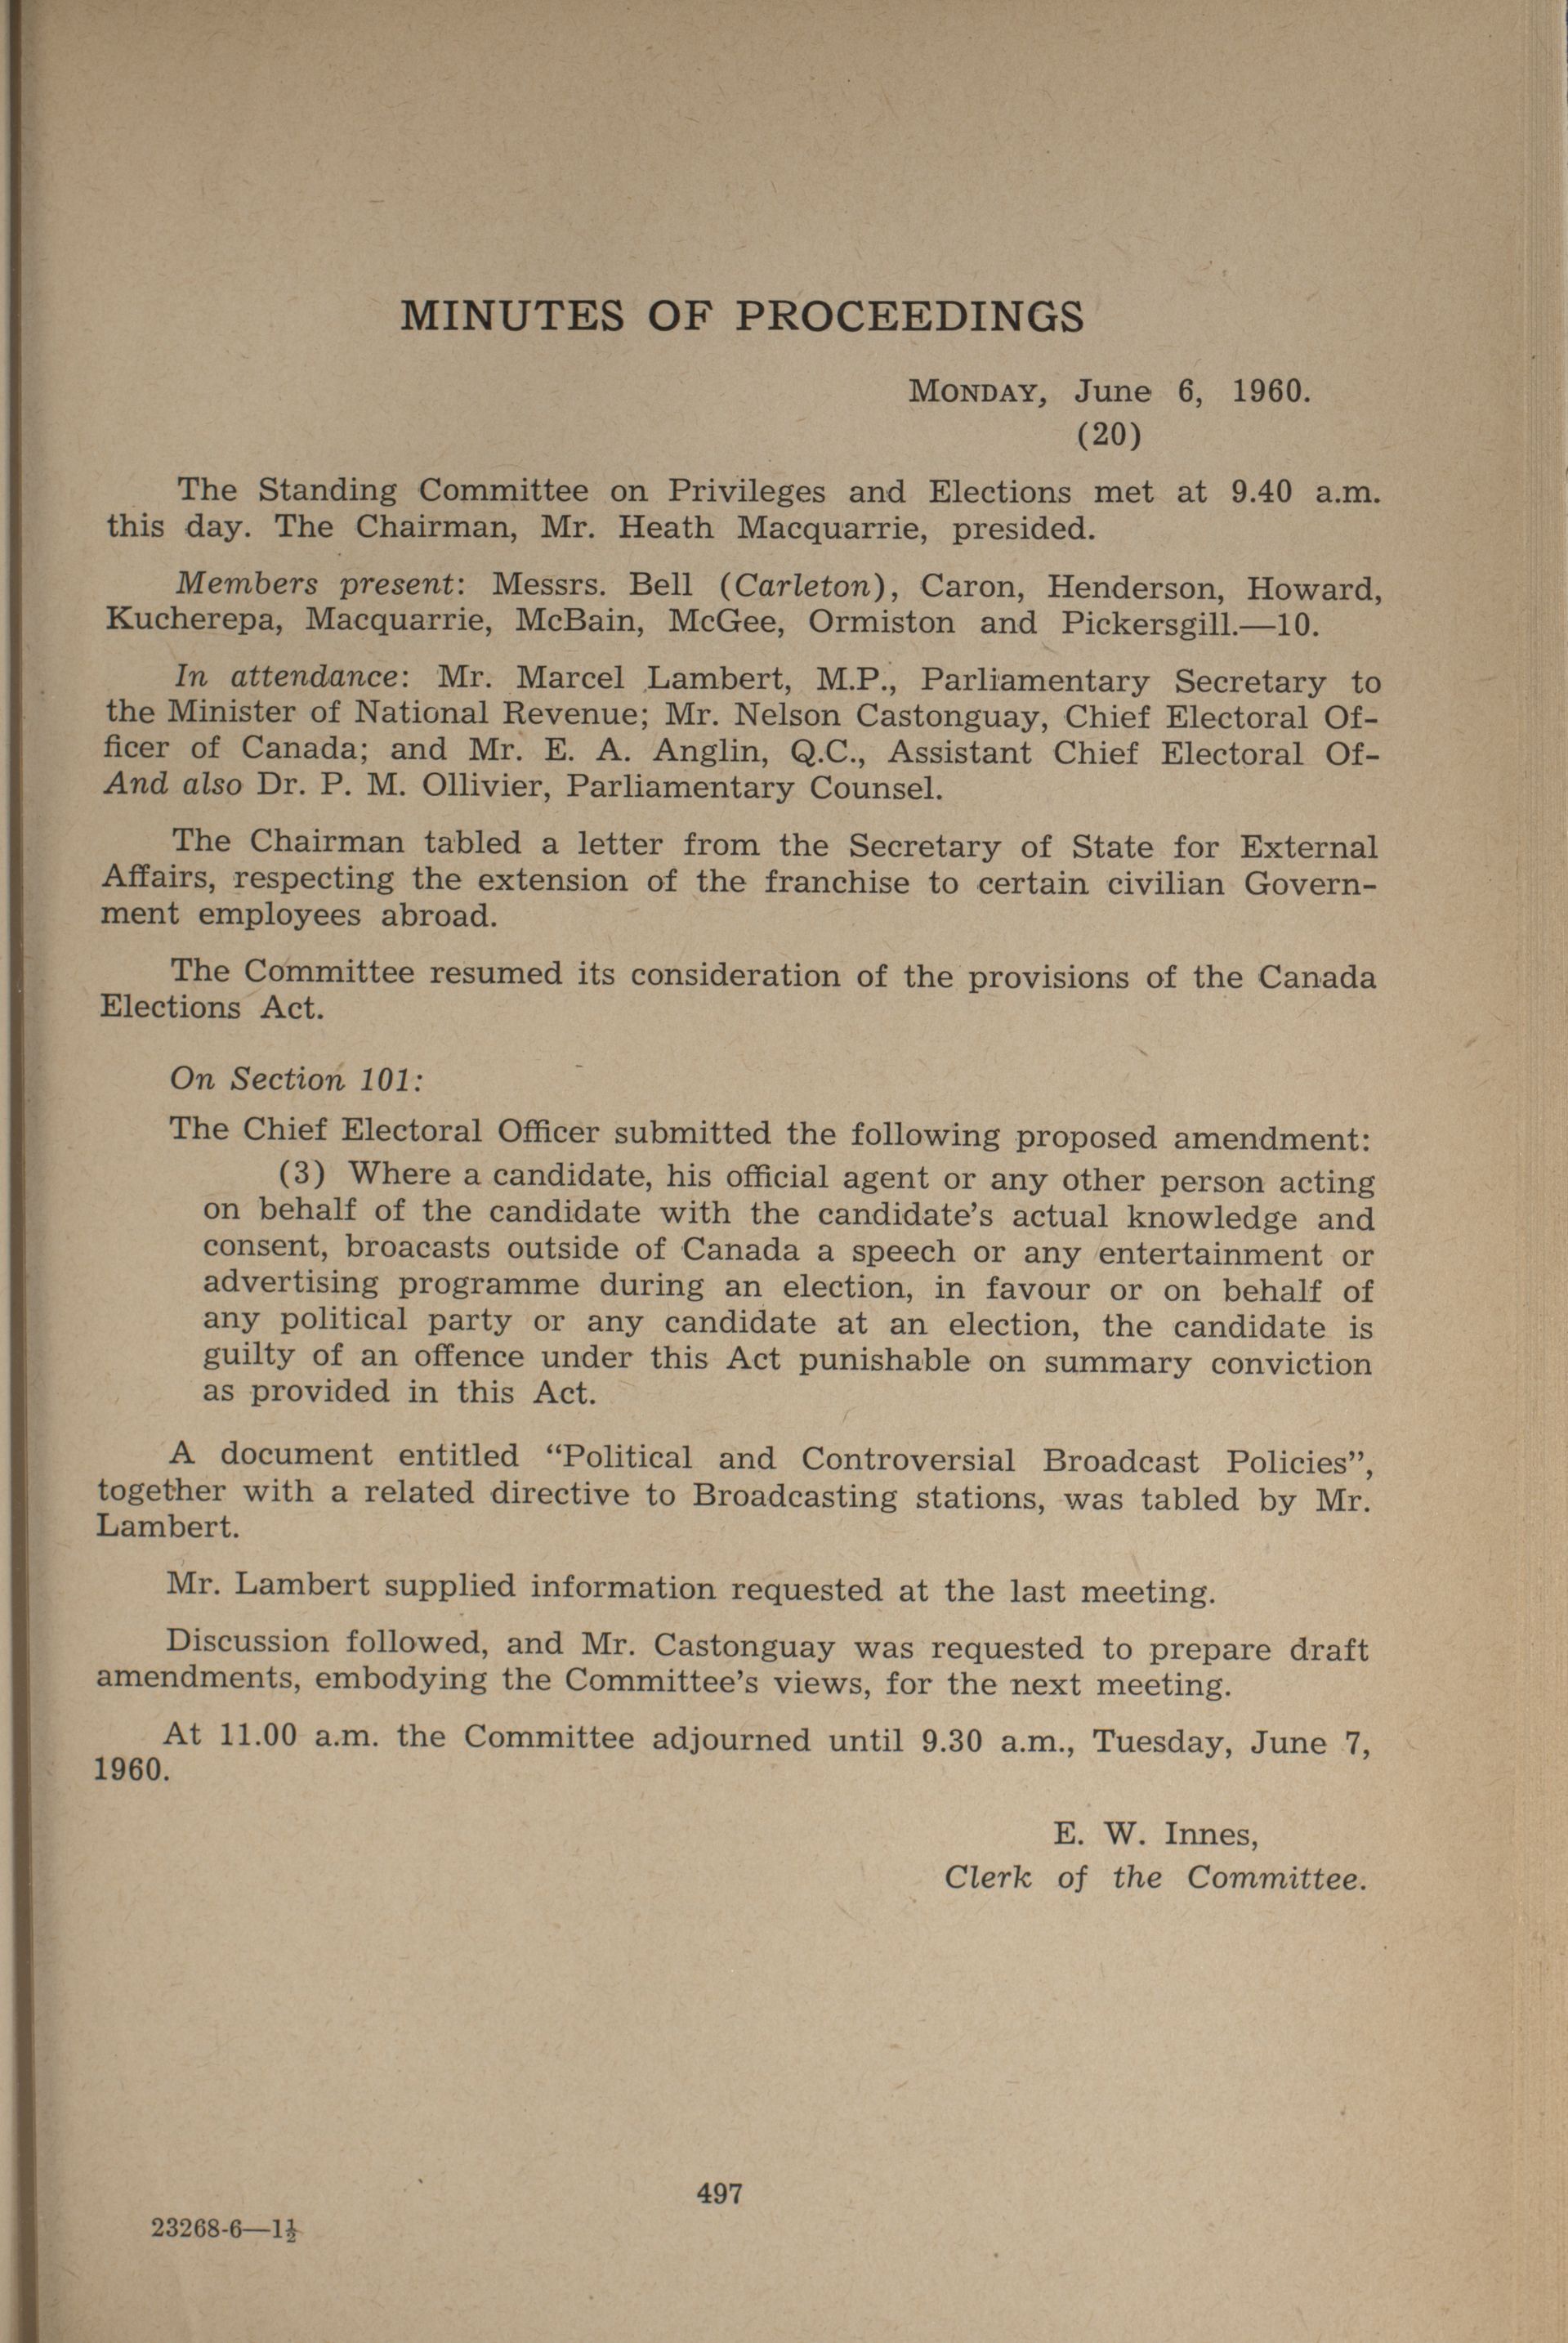 MINUTES OF PROCEEDINGS
MONDAY, June 6, 1960.
(20)
The Standing Committee on Privileges and Elections met at 9.40 a.m.
this day. The Chairman, Mr. Heath Macquarrie, presided.
Members present: Messrs. Bell (Carleton), Caron, Henderson, Howard,
Kucherepa, Macquarrie, McBain, McGee, Ormiston and Pickersgill.—10.
In attendance: Mr. Marcel Lambert, M.P., Parliamentary Secretary to
the Minister of National Revenue; Mr. Nelson Castonguay, Chief Electoral Of-
ficer of Canada; and Mr. E. A. Anglin, Q.C., Assistant Chief Electoral Of-
And also Dr. P. M. Ollivier, Parliamentary Counsel.
The Chairman tabled a letter from the Secretary of State for External
Affairs, respecting the extension of the franchise to certain civilian Govern-
ment employees abroad.
The Committee resumed its consideration of the provisions of the Canada
Elections Act.
On Section 101:
The Chief Electoral Officer submitted the following proposed amendment:
(3) Where a candidate, his official agent or any other person acting
on behalf of the candidate with the candidate's actual knowledge and
consent, broacasts outside of Canada a speech or any entertainment or
advertising programme during an election, in favour or on behalf of
any political party or any candidate at an election, the candidate is
guilty of an offence under this Act punishable on summary conviction
as provided in this Act.
A document entitled “Political and Controversial Broadcast Policies”,
together with a related directive to Broadcasting stations, was tabled by Mr.
Lambert.
Mr. Lambert supplied information requested at the last meeting.
Discussion followed, and Mr. Castonguay was requested to prepare draft
amendments, embodying the Committee's views, for the next meeting.
At 11.00 a.m. the Committee adjourned until 9.30 a.m., Tuesday, June 7,
1960.
E. W. Innes,
Clerk of the Committee.
497
23268-6—1½